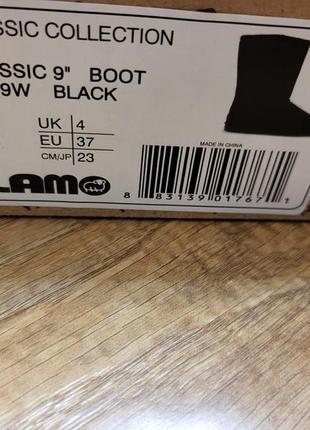 SSIC COLLECTION
SSIC 9" BOOT
9W BLACK
UK 4
EU 37
CM/JP 23
MADE IN CHINA
LAMO
8 83139 01767 1